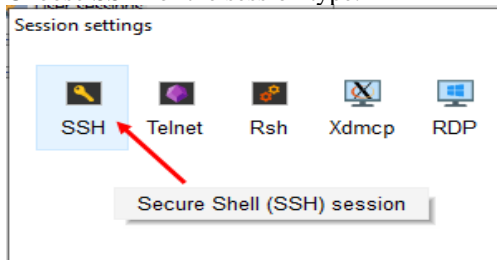 Session settings
SSH
Telnet
Rsh
Xdmcp
RDP
Secure Shell (SSH) session